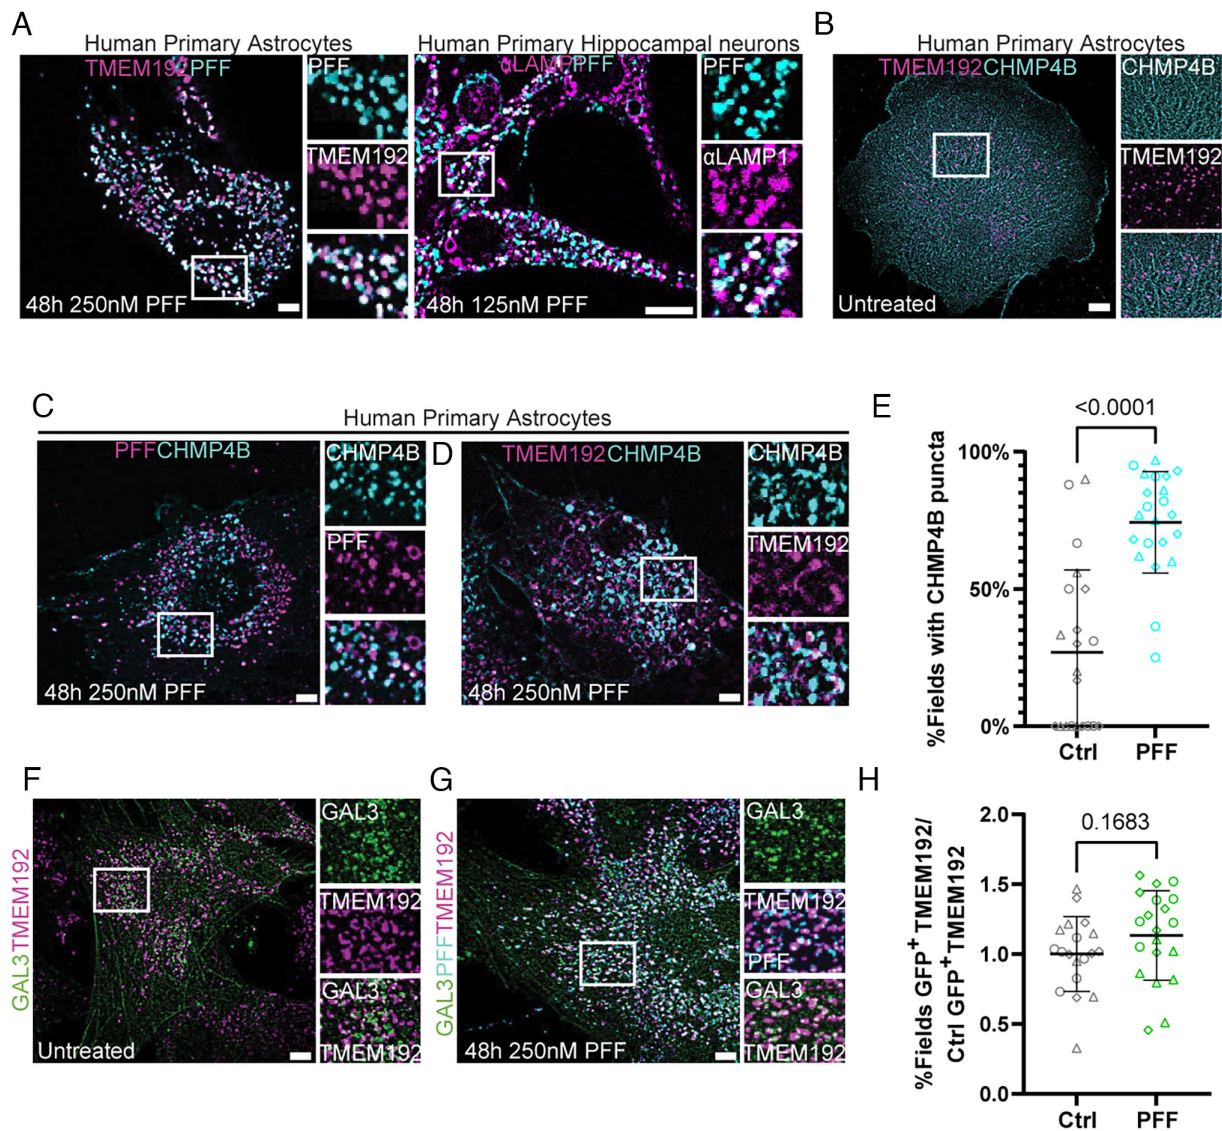 A
Human Primary Astrocytes
TMEM192PFF
PFF
TMEM192
48h 250nM PFF
Human Primary Hippocampal neurons
αLAMPPFF
PFF
αLAMP1
48h 125nM PFF
B
Human Primary Astrocytes
TMEM192CHMP4B
CHMP4B
TMEM192
Untreated
C
Human Primary Astrocytes
PFFCHMP4B
CHMP4B
PFF
48h 250nM PFF
D
TMEM192CHMP4B
CHMP4B
TMEM192
48h 250nM PFF
E
<0.0001
%Fields with CHMP4B puncta
100%
50%
0%
Ctrl PFF
F
GAL3TMEM192
GAL3
TMEM192
GAL3
TMEM192
Untreated
G
GAL3PFFTMEM192
GAL3
TMEM192
PFF
GAL3
TMEM192
48h 250nM PFF
H
0.1683
%Fields GFP+ TMEM192/
Ctrl GFP+TMEM192
2.0
1.5
1.0
0.5
0.0
Ctrl PFF